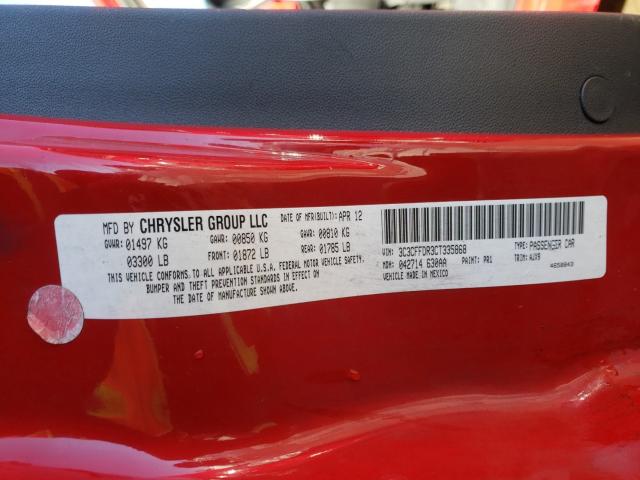 MFD BY CHRYSLER GROUP LLC DATE OF MFR(BUILT): APR 12
GVWR: 01497 KG GAWR: 00850 KG GAWR: 00810 KG
03300 LB FRONT: 01872 LB REAR: 01785 LB
THIS VEHICLE CONFORMS TO ALL APPLICABLE U.S.A. FEDERAL MOTOR VEHICLE SAFETY,
BUMPER AND THEFT PREVENTION STANDARDS IN EFFECT ON
THE DATE OF MANUFACTURE SHOWN ABOVE.
VIN: 3C3CFFDR3CT335868 TYPE: PASSENGER CAR
MDH: 042714 630AA PAINT: PR1 TRIM: AJX9
VEHICLE MADE IN MEXICO